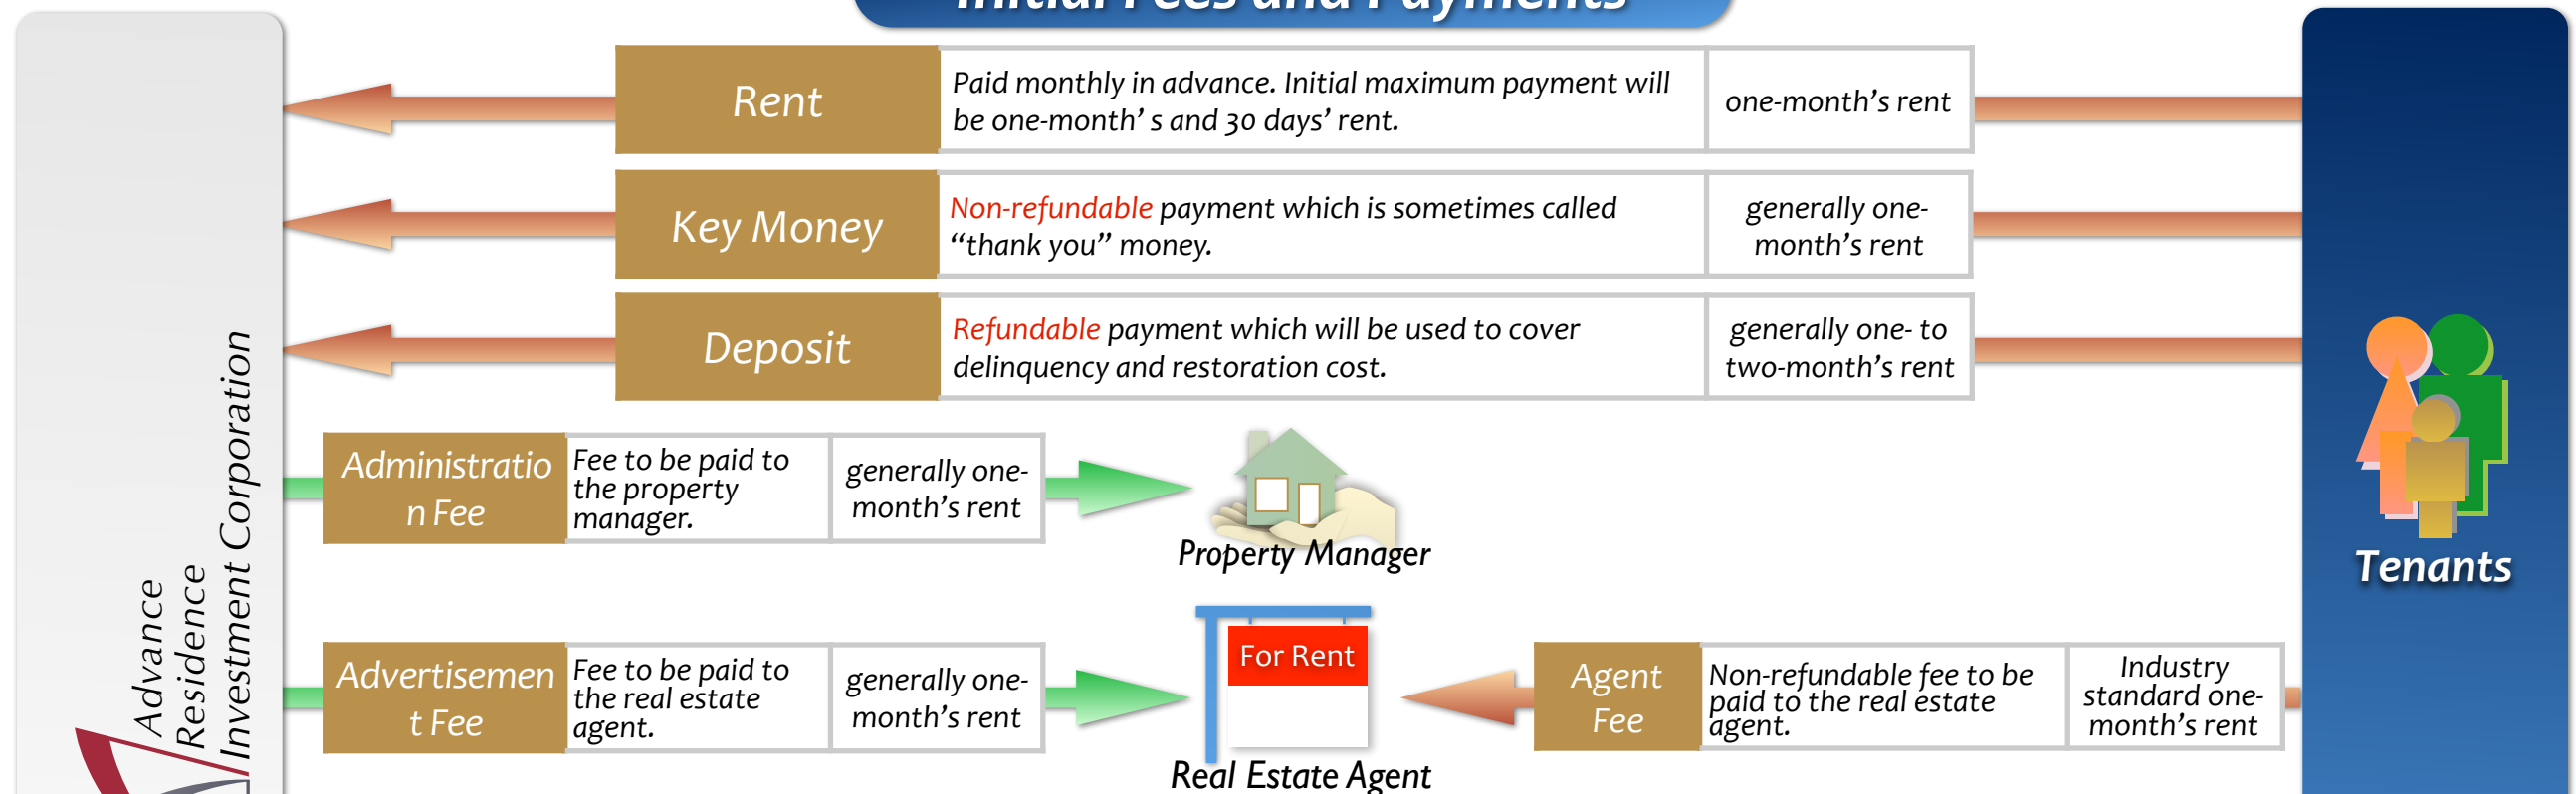 Initial Fees and Payments
Rent
Paid monthly in advance. Initial maximum payment will
be one-month' s and 30 days' rent.
one-month's rent
Key Money
Non-refundable payment which is sometimes called
“thank you” money.
generally one-
month's rent
Deposit
Refundable payment which will be used to cover
delinquency and restoration cost.
generally one- to
two-month's rent
Administratio
n Fee
Fee to be paid to
the property
manager.
generally one-
month's rent
Property Manager
Advertisemen
t Fee
Fee to be paid to
the real estate
agent.
generally one-
month's rent
For Rent
Real Estate Agent
Agent
Fee
Non-refundable fee to be
paid to the real estate
agent.
Industry
standard one-
month's rent
Advance
Residence
Investment Corporation
Tenants